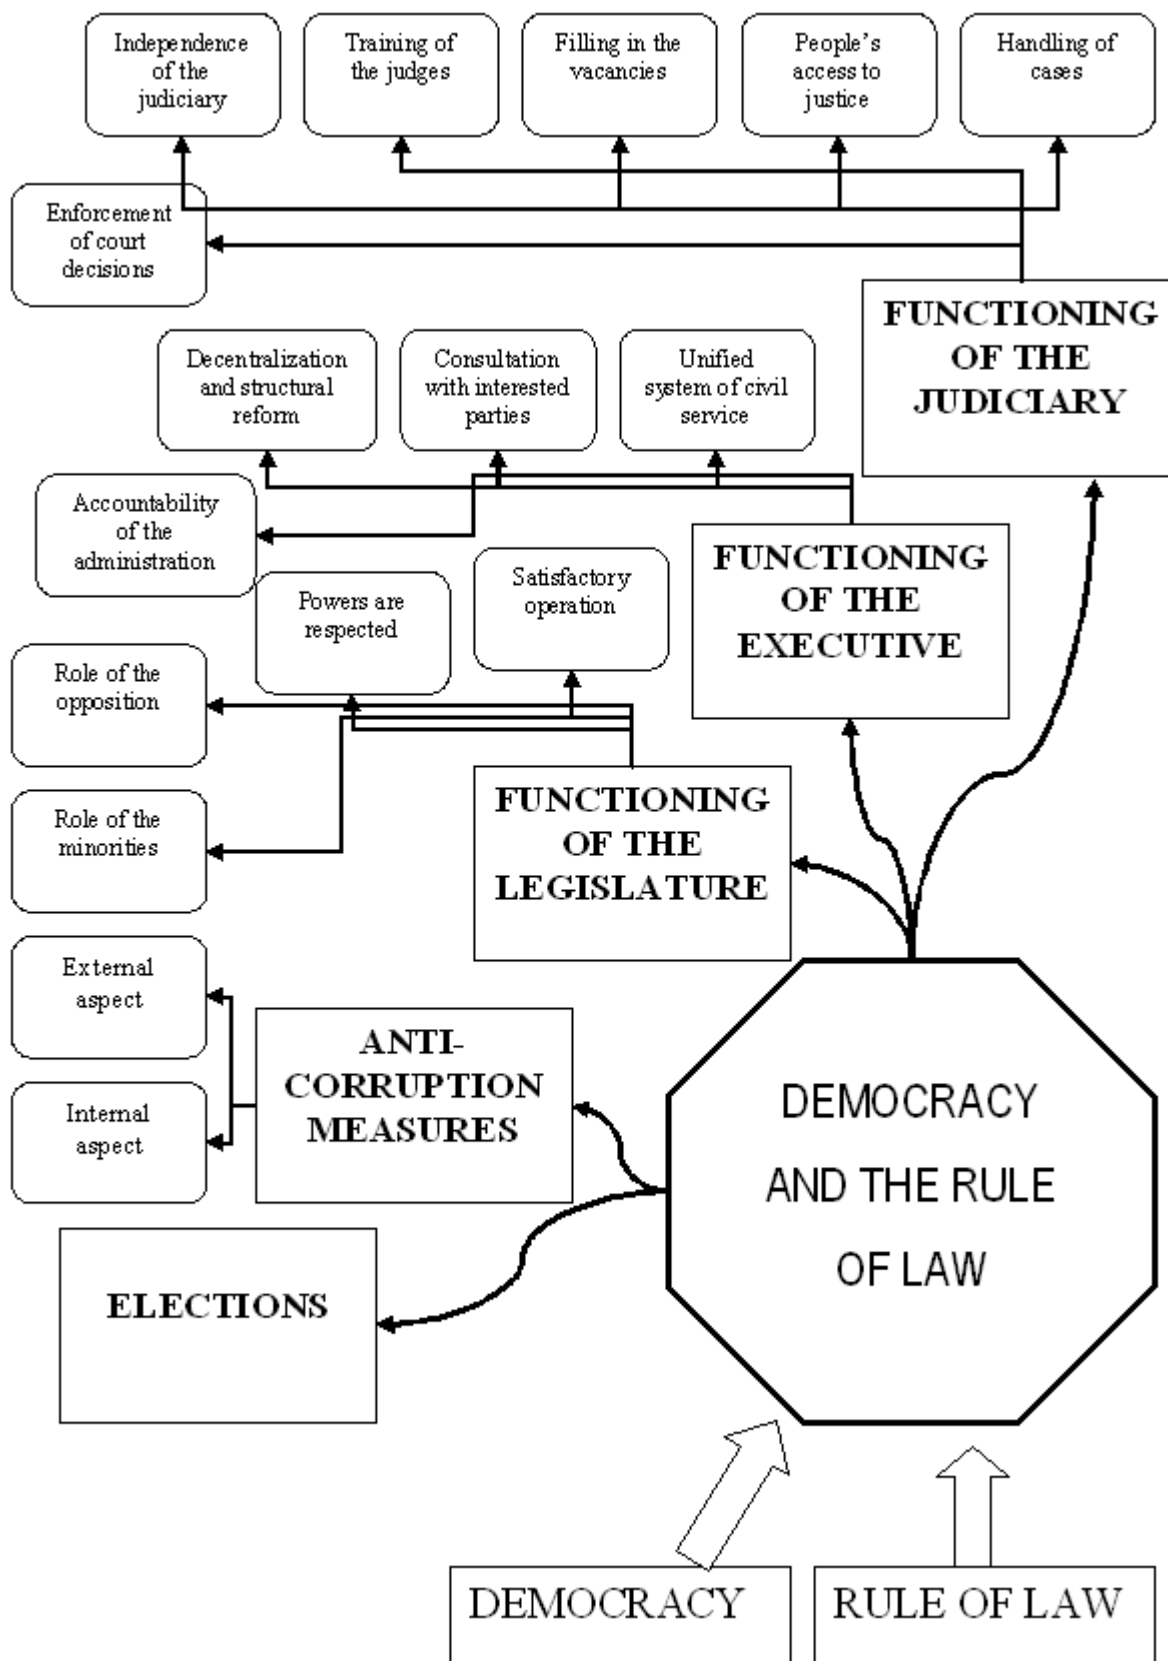 Independence
of the
judiciary
Training of
the judges
Filling in the
vacancies
People's
access to
justice
Handling of
cases
Enforcement
of court
decisions
FUNCTIONING
OF THE
JUDICIARY
Decentralization
and structural
reform
Consultation
with interested
parties
Unified
system of civil
service
Accountability
of the
administration
FUNCTIONING
OF THE
EXECUTIVE
Satisfactory
operation
Powers are
respected
Role of the
opposition
FUNCTIONING
OF THE
LEGISLATURE
Role of the
minorities
External
aspect
ANTI-
CORRUPTION
MEASURES
Internal
aspect
DEMOCRACY
AND THE RULE
OF LAW
ELECTIONS
DEMOCRACY
RULE OF LAW